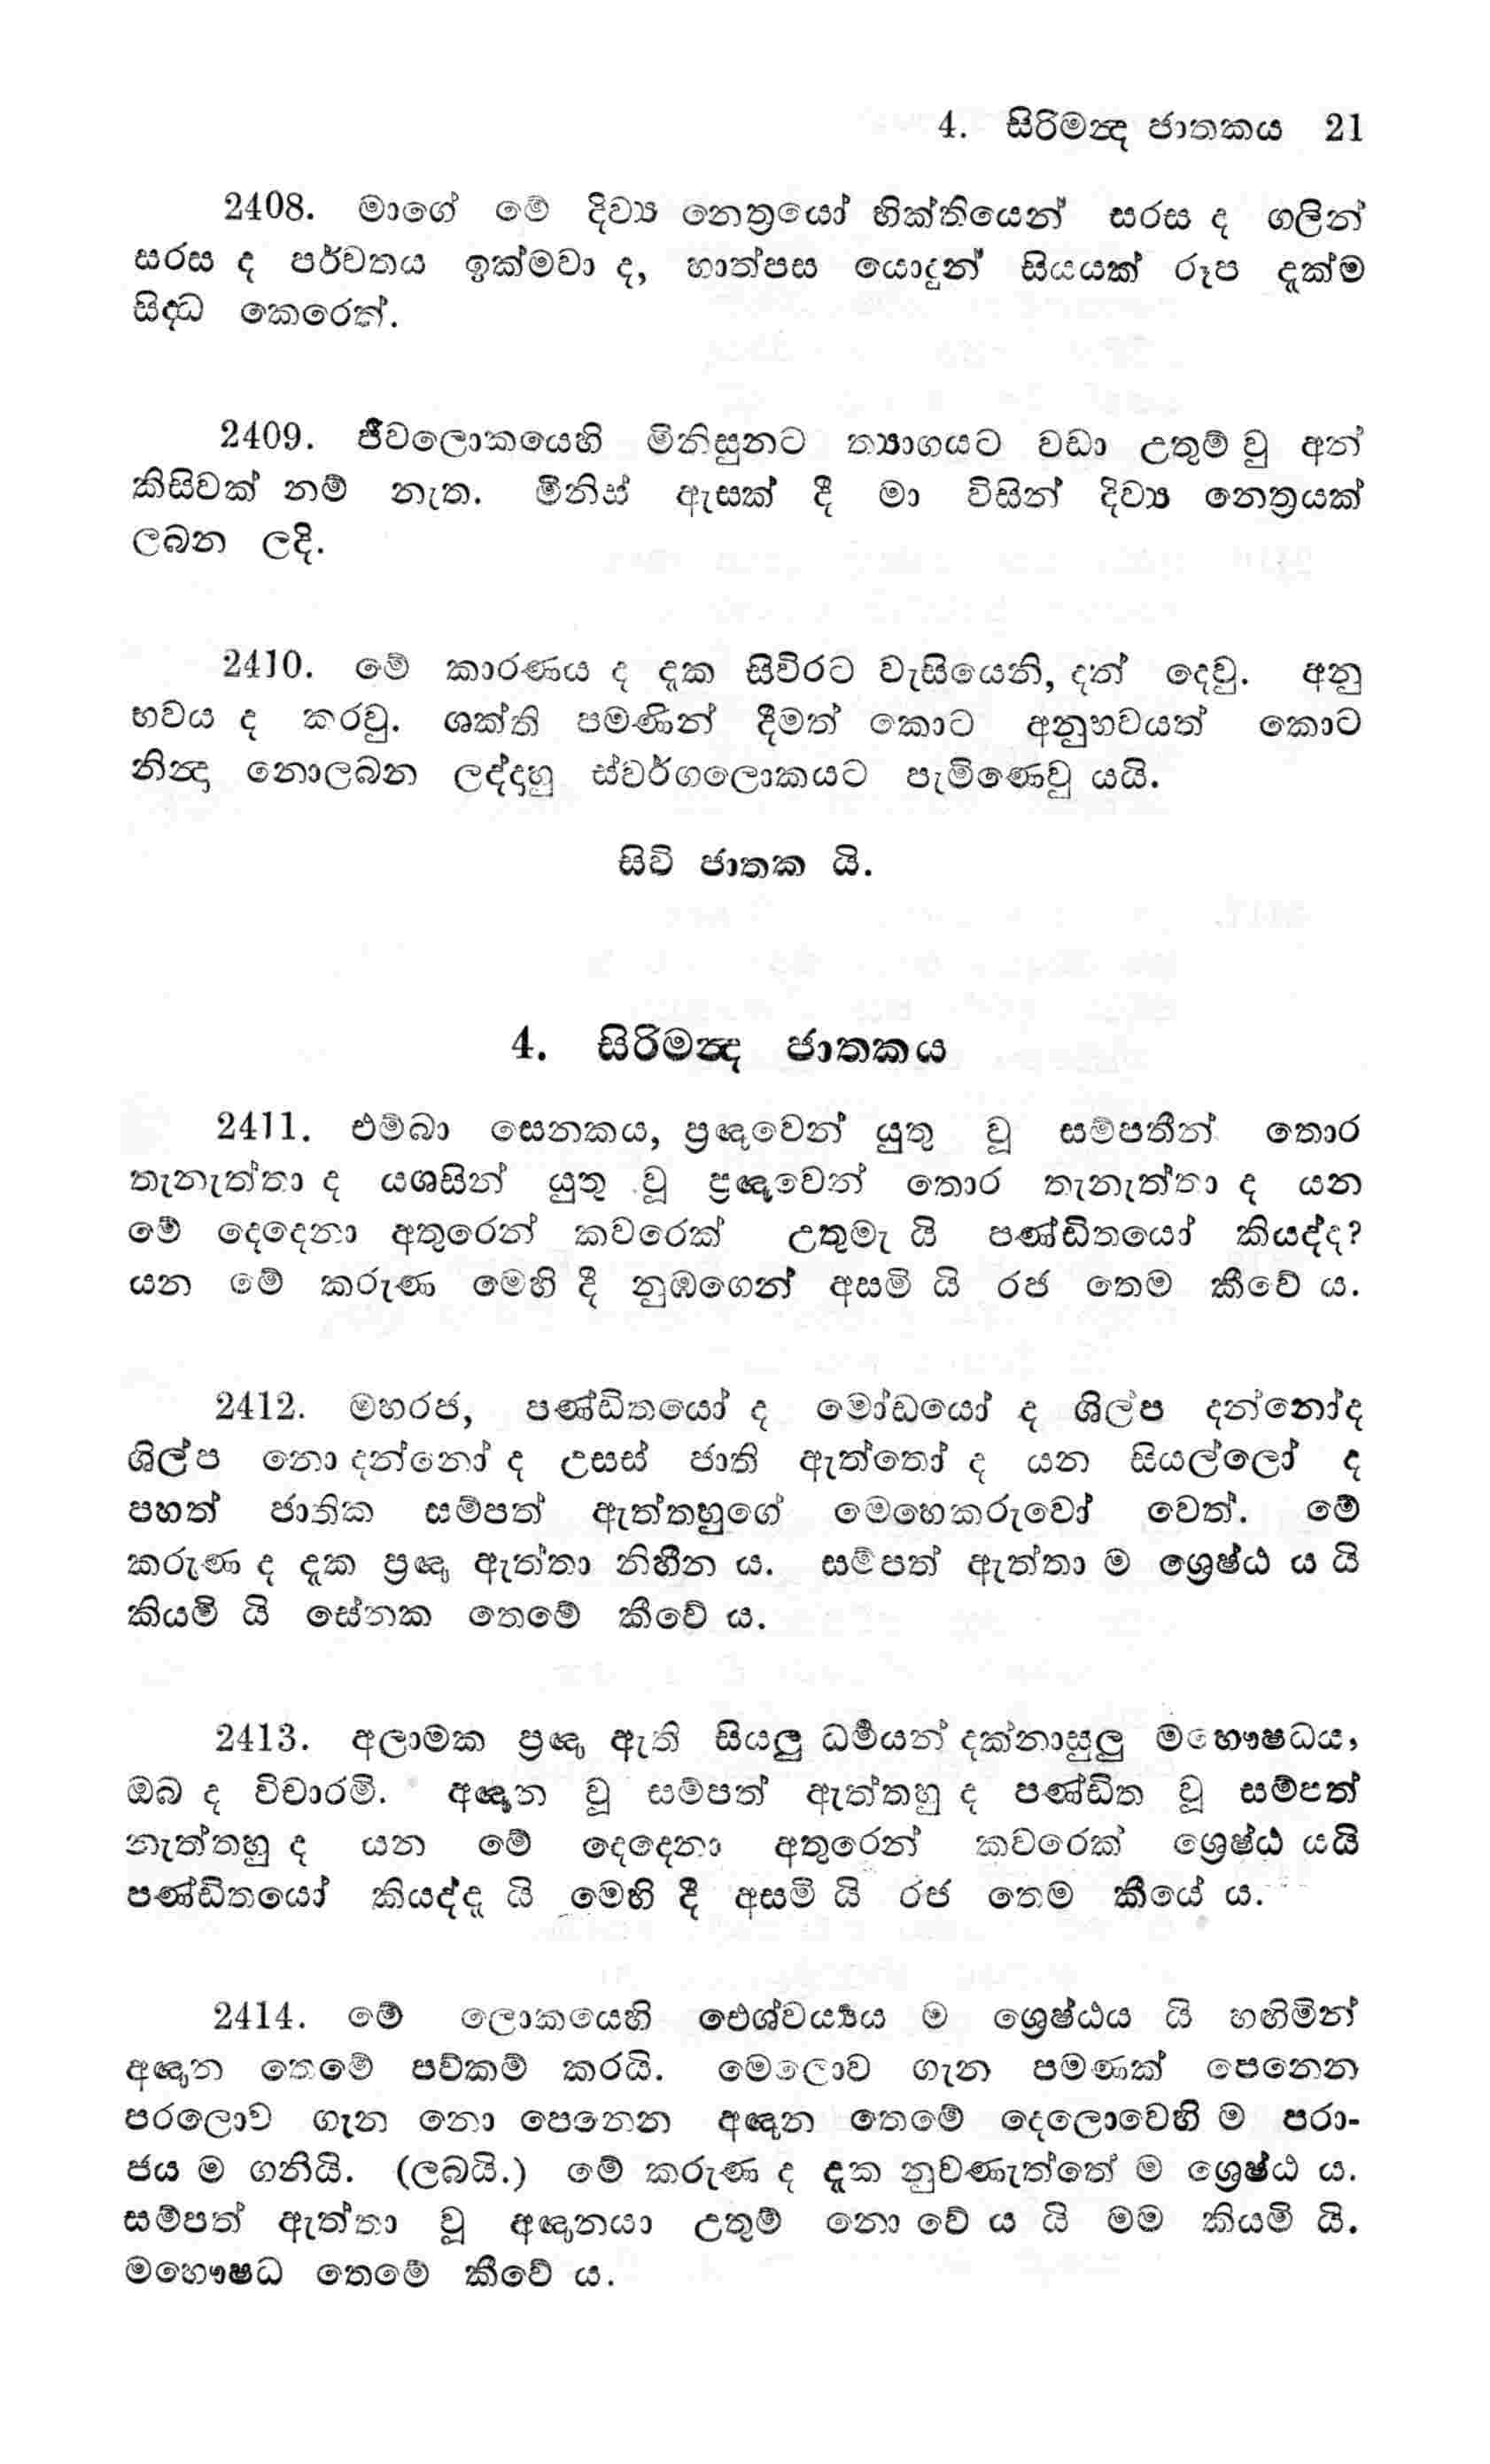 4. සිරිමන්‍ද ජාතකය 21
2408. මාගේ මේ දිව්‍ය නෙත්‍රයෝ භික්තියෙන් සරස ද ගලින්
සරස ද පර්වතය ඉක්මවා ද, හාත්පස යොදුන් සියයක් රූප දැක්ම
සිද්‍ධ කෙරෙත්.
2409. ජීවලොකයෙහි මිනිසුනට ත්‍යාගයට වඩා උතුම් වු අන්
කිසිවක් නම් නැත. මිනිස් ඇසක් දී මා විසින් දිව්‍ය නෙත්‍රයක්
ලබන ලදි.
2410. මේ කාරණය ද දැක සිවිරට වැසියෙනි, දන් දෙවු. අනු
භවය ද කරවු. ශක්ති පමණින් දීමත් කොට අනුභවයත් කොට
නින්‍දා නොලබන ලද්දාහු ස්වර්ගලොකයට පැමිණෙවු යයි.
සිවි ජාතක යි.
4. සිරිමන්‍ද ජාතකය
2411. එම්බා සෙනකය, ප්‍රඥාවෙන් යුතු වූ සම්පතින් තොර
තැනැත්තා ද යශසින් යුතු වූ ප්‍රඥාවෙන් තොර තැනැත්තා ද යන
මේ දෙදෙනා අතුරෙන් කවරෙක් උතුමැ යි පණ්ඩිතයෝ කියද්ද?
යන මේ කරුණ මෙහි දී නුඹගෙන් අසමි යි රජ තෙම කීවේ ය.
2412. මහරජ, පණ්ඩිතයෝ ද මෝඩයෝ ද ශිල්ප දන්නෝද
ශිල්ප නො දන්නෝ ද උසස් ජාති ඇත්තෝ ද යන සියල්ලෝ ද
පහත් ජාතික සම්පත් ඇත්තහුගේ මෙහෙකරුවෝ වෙත්. මේ
කරුණ ද දැක ප්‍රඥා ඇත්තා නිහීන ය. සම්පත් ඇත්තා ම ශ්‍රෙෂ්ඨ ය යි
කියමි යි සේනක තෙමේ කීවේ ය.
2413. අලාමක ප්‍රඥා ඇති සියලු ධර්‍මයන් දක්නාසුලු මහෞෂධය,
ඔබ ද විචාරමි. අඥාන වූ සම්පත් ඇත්තහු ද පණ්ඩිත වූ සම්පත්
නැත්තහු ද යන මේ දෙදෙනා අතුරෙන් කවරෙක් ශ්‍රෙෂ්ඨ යයි
පණ්ඩිතයෝ කියද්දැ යි මෙහි දී අසමි යි රජ තෙම කීයේ ය.
2414. මේ ලොකයෙහි ඓශ්වර්‍ය්‍යය ම ශ්‍රෙෂ්ඨය යි හඟිමින්
අඥාන තෙමේ පව්කම් කරයි. මෙලොව ගැන පමණක් පෙනෙන
පරලොව ගැන නො පෙනෙන අඥාන තෙමේ දෙලොවෙහි ම පරා-
ජය ම ගනියි. (ලබයි.) මේ කරුණ ද දැක නුවණැත්තේ ම ශ්‍රෙෂ්ඨ ය.
සම්පත් ඇත්තා වූ අඥානයා උතුම් නො වේ ය යි මම කියමි යි.
මහෞෂධ තෙමේ කීවේ ය.